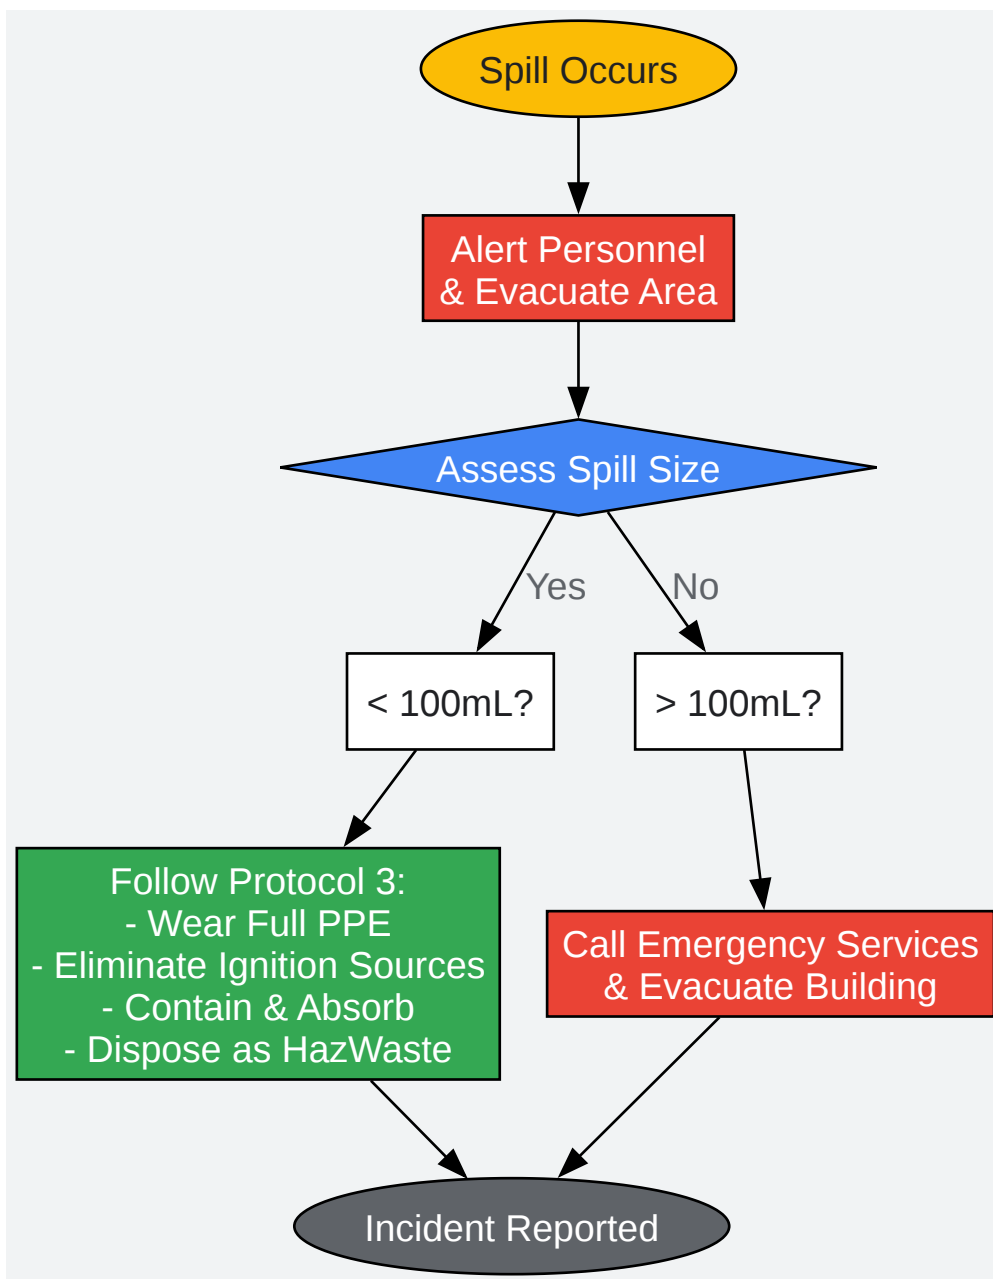 Spill Occurs
Alert Personnel
& Evacuate Area
Assess Spill Size
Yes
No
< 100mL?
> 100mL?
Follow Protocol 3:
- Wear Full PPE
- Eliminate Ignition Sources
- Contain & Absorb
- Dispose as HazWaste
Call Emergency Services
& Evacuate Building
Incident Reported